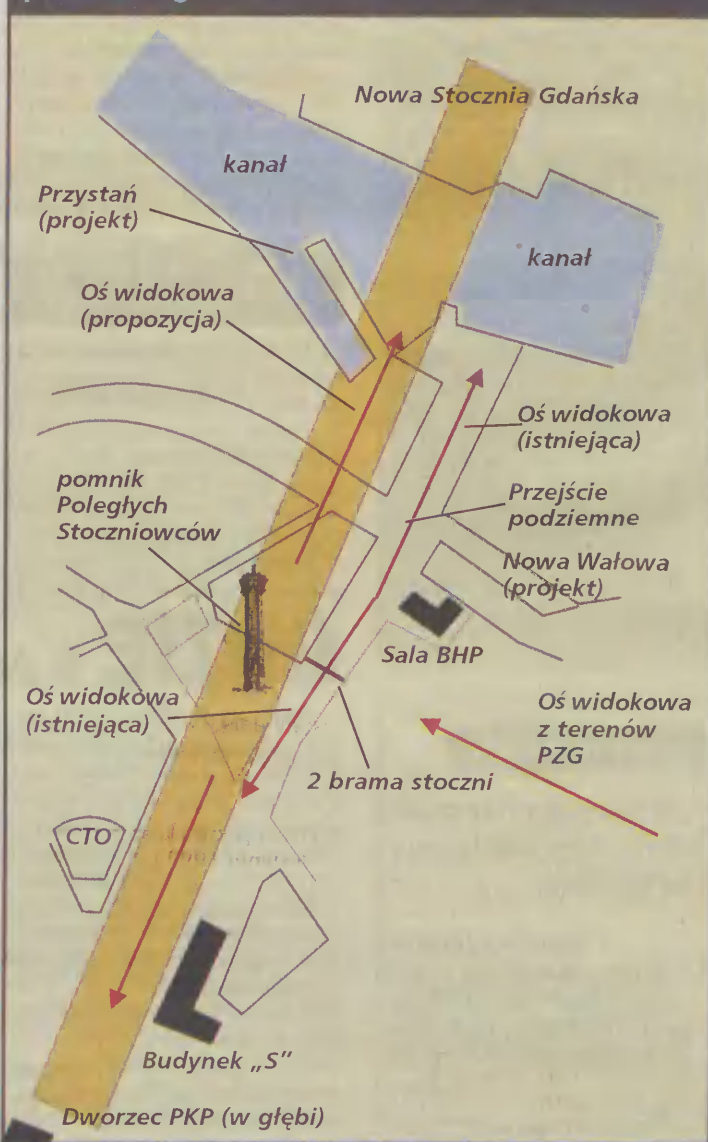 Nowa Stocznia Gdańska
kanał
Przystań
(projekt)
kanał
Oś widokowa
(propozycja)
Oś widokowa
(istniejąca)
pomnik
Poległych
Stoczniowców
Przejście
podziemne
Nowa Wałowa
(projekt)
Sala BHP
Oś widokowa
(istniejąca)
Oś widokowa
z terenów
PZG
2 brama stoczni
CTO
Budynek „S”
Dworzec PKP (w głębi)